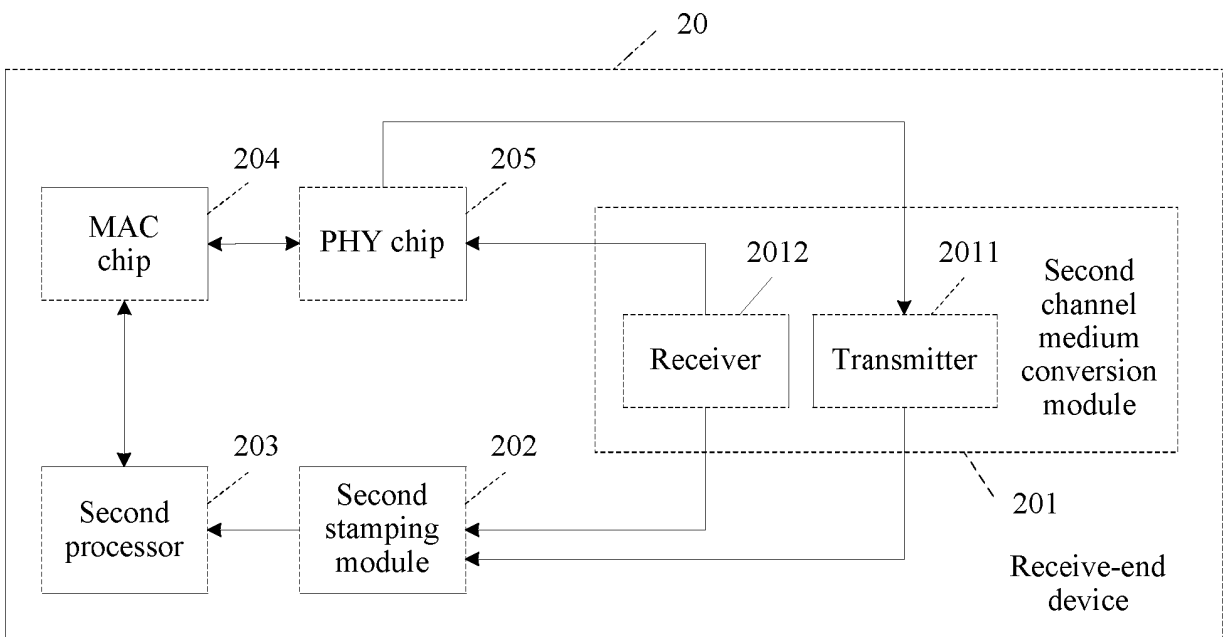 20
204
205
MAC
chip
PHY chip
2012
2011
Second
channel
medium
conversion
module
Receiver
Transmitter
203
202
201
Second
processor
Second
stamping
module
Receive-end
device